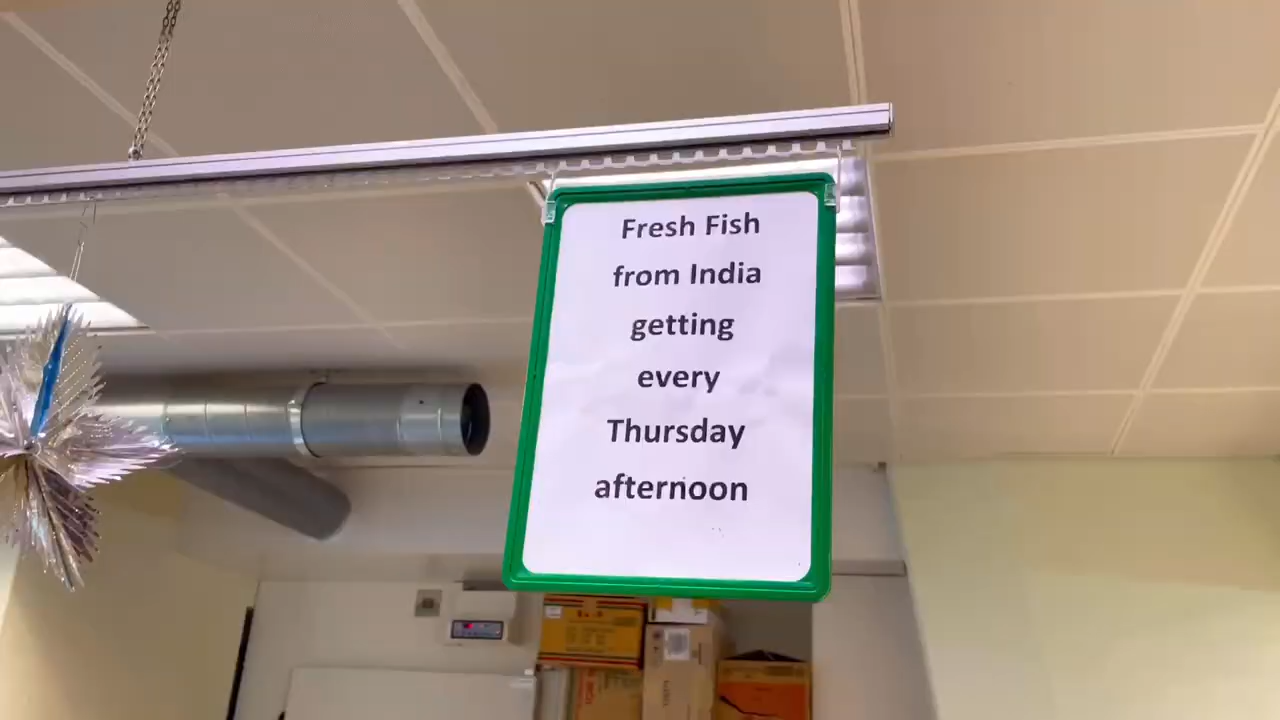 Fresh Fish
from India
getting
every
Thursday
afternoon